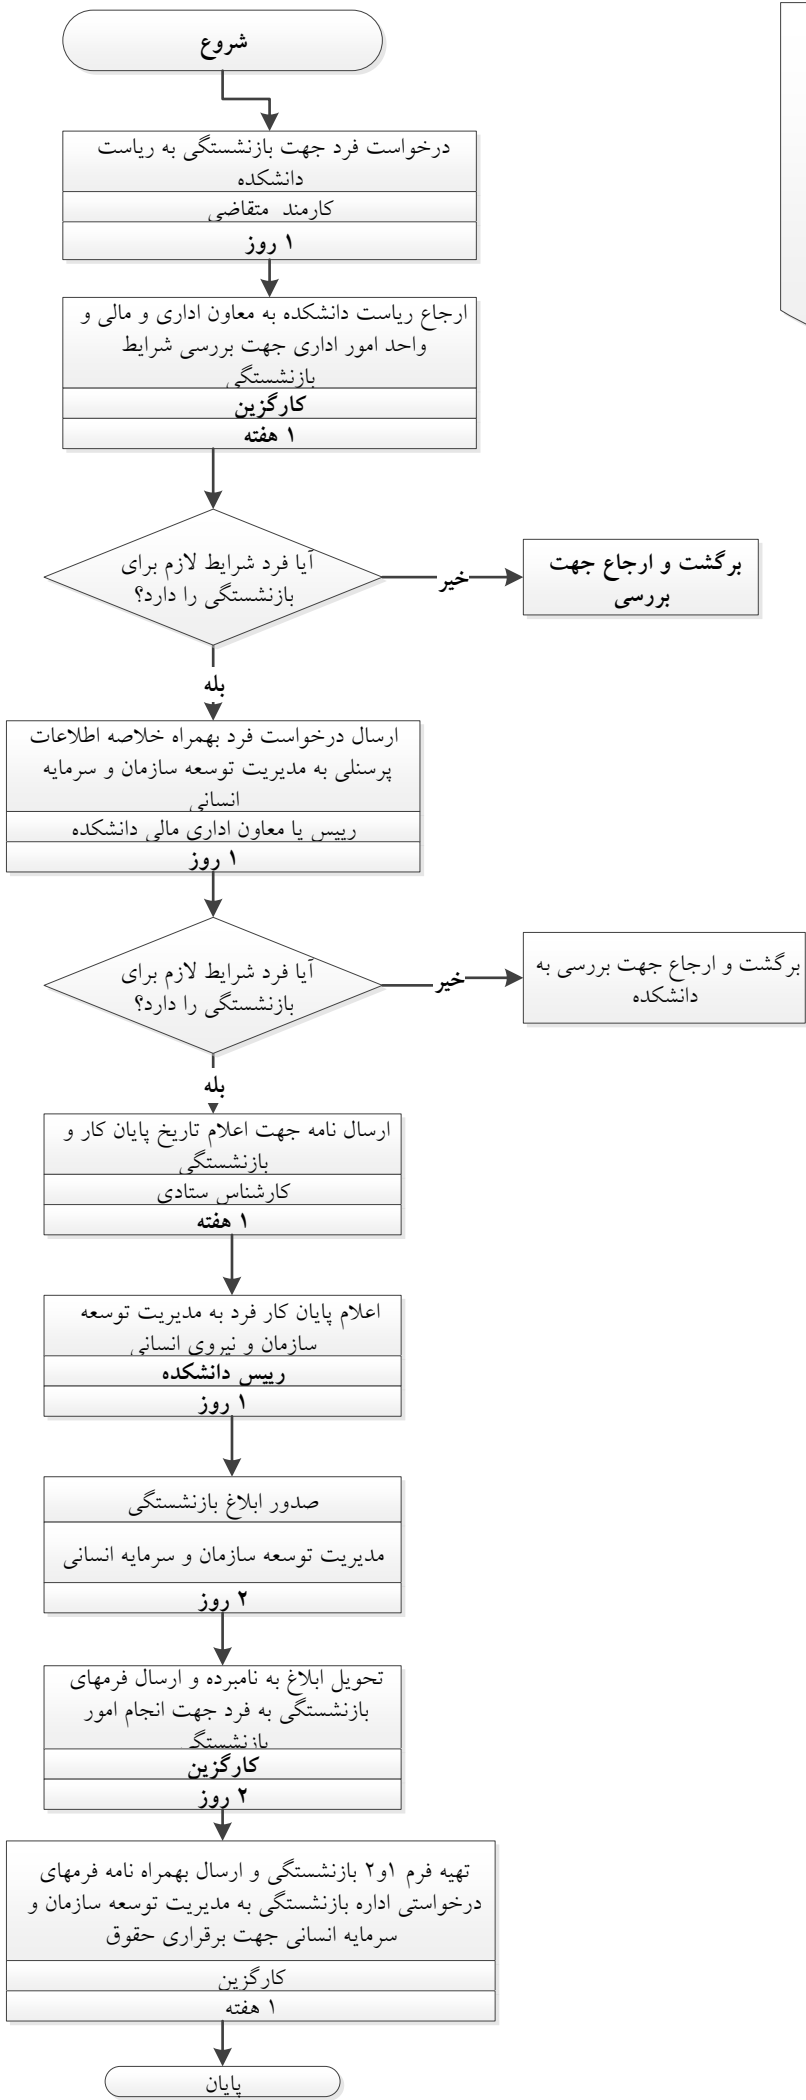 شروع
درخواست فرد جهت بازنشستگی به ریاست
دانشکده
کارمند متقاضی
۱ روز
ارجاع ریاست دانشکده به معاون اداری و مالی و
واحد امور اداری جهت بررسی شرایط
بازنشستگی
کارگزین
۱ هفته
آیا فرد شرایط لازم برای
بازنشستگی را دارد؟
خیر
برگشت و ارجاع جهت
بررسی
بله
ارسال درخواست فرد بهمراه خلاصه اطلاعات
پرسنلی به مدیریت توسعه سازمان و سرمایه
انسانی
رییس یا معاون اداری مالی دانشکده
۱ روز
آیا فرد شرایط لازم برای
بازنشستگی را دارد؟
خیر
برگشت و ارجاع جهت بررسی به
دانشکده
بله
ارسال نامه جهت اعلام تاریخ پایان کار و
بازنشستگی
کارشناس ستادی
۱ هفته
اعلام پایان کار فرد به مدیریت توسعه
سازمان و نیروی انسانی
رییس دانشکده
۱ روز
صدور ابلاغ بازنشستگی
مدیریت توسعه سازمان و سرمایه انسانی
۲ روز
تحویل ابلاغ به نامبرده و ارسال فرمهای
بازنشستگی به فرد جهت انجام امور
بازنشستگی
کارگزین
۲ روز
تهیه فرم ۱و۲ بازنشستگی و ارسال بهمراه نامه فرمهای
درخواستی اداره بازنشستگی به مدیریت توسعه سازمان و
سرمایه انسانی جهت برقراری حقوق
کارگزین
۱ هفته
پایان